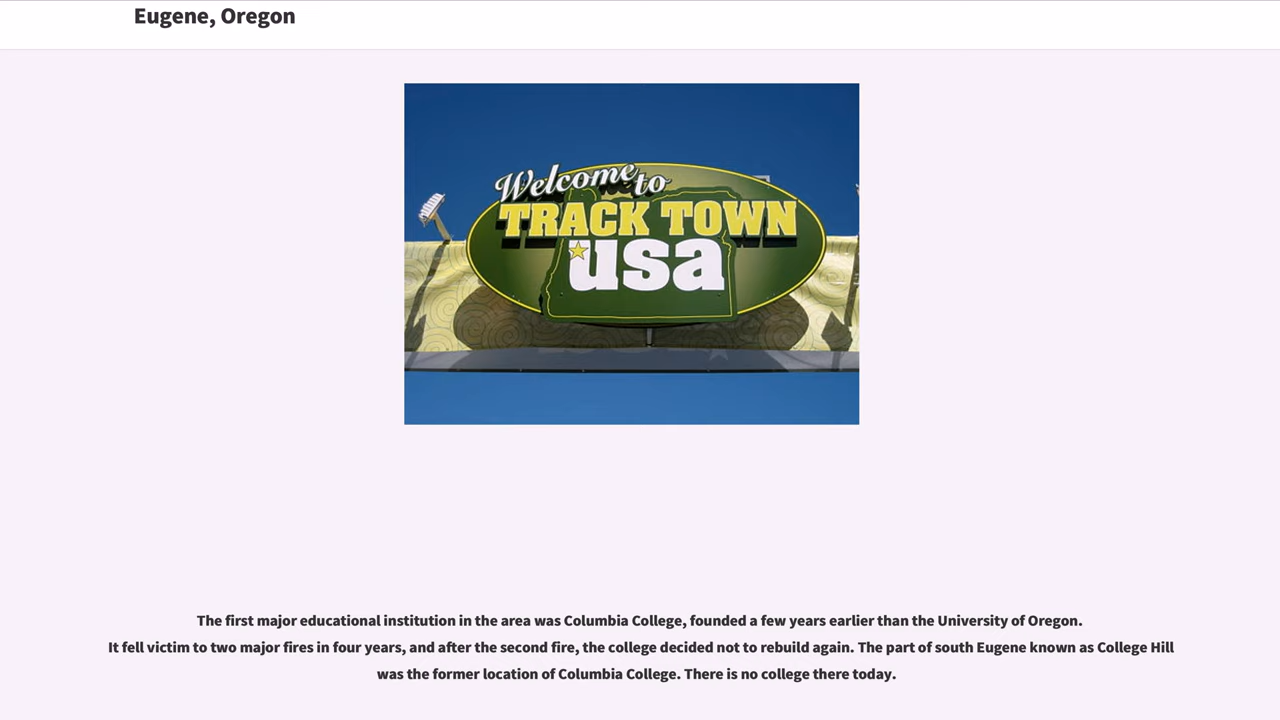 Eugene, Oregon
Welcome to
TRACK TOWN
usa
The first major educational institution in the area was Columbia College, founded a few years earlier than the University of Oregon.
It fell victim to two major fires in four years, and after the second fire, the college decided not to rebuild again. The part of south Eugene known as College Hill
was the former location of Columbia College. There is no college there today.